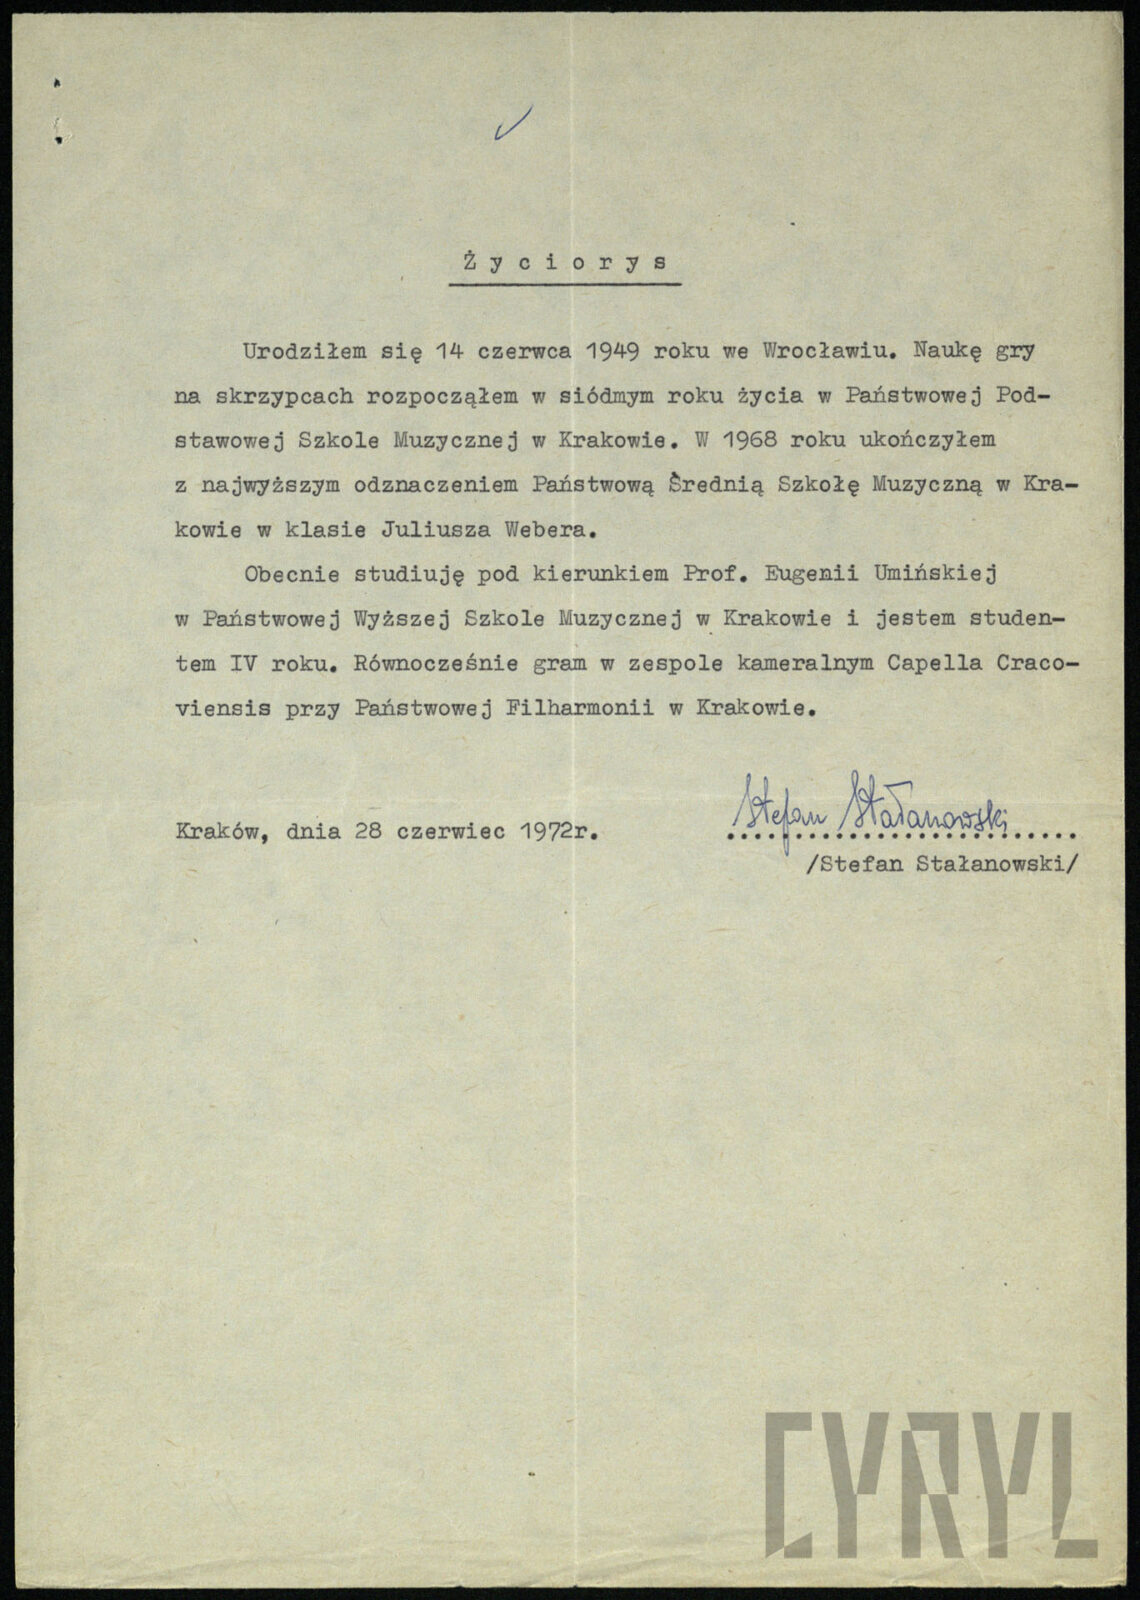 Życiorys
Urodziłem się 14 czerwca 1949 roku we Wrocławiu. Naukę gry
na skrzypcach rozpocząłem w siódmym roku życia w Państwowej Pod-
stawowej Szkole Muzycznej w Krakowie. W 1968 roku ukończyłem
z najwyższym odznaczeniem Państwową Średnią Szkołę Muzyczną w Kra-
kowie w klasie Juliusza Webera.
Obecnie studiuję pod kierunkiem Prof. Eugenii Umińskiej
w Państwowej Wyższej Szkole Muzycznej w Krakowie i jestem studen-
tem IV roku. Równocześnie gram w zespole kameralnym Capella Craco-
viensis przy Państwowej Filharmonii w Krakowie.
Stefan Stałanowski
Kraków, dnia 28 czerwiec 1972r. ..........................
/Stefan Stałanowski/
CYRYL